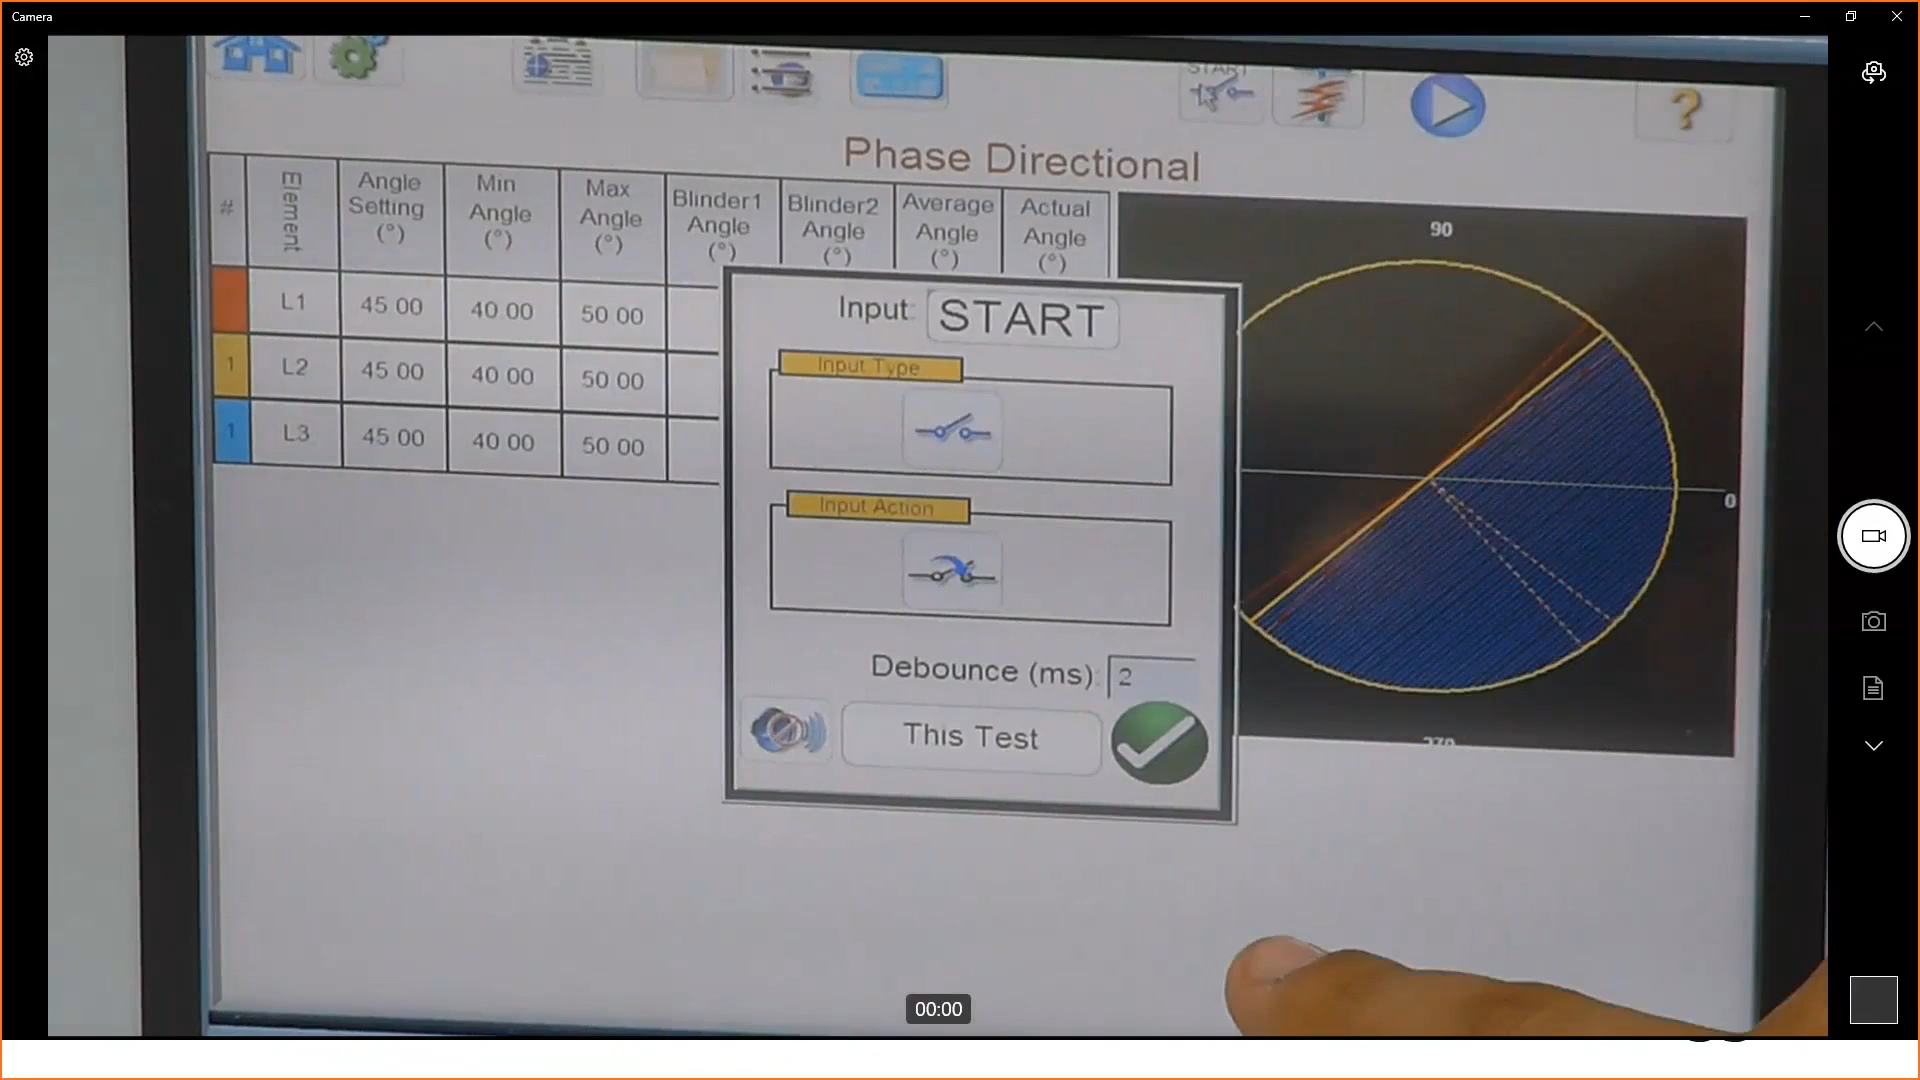 Camera
START
Phase Directional
# Element Angle Setting (°) Min Angle (°) Max Angle (°) Blinder1 Angle (°) Blinder2 Angle (°) Average Angle (°) Actual Angle (°)
L1 45 00 40 00 50 00
1 L2 45 00 40 00 50 00
1 L3 45 00 40 00 50 00
90
0
270
Input: START
Input Type
Input Action
Debounce (ms): 2
This Test
?
00:00